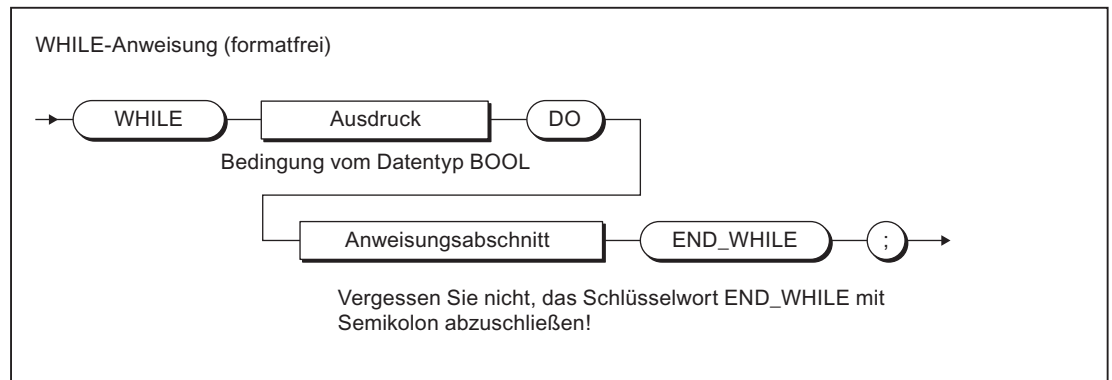 WHILE-Anweisung (formatfrei)
WHILE
Ausdruck
DO
Bedingung vom Datentyp BOOL
Anweisungsabschnitt
END_WHILE
;
Vergessen Sie nicht, das Schlüsselwort END_WHILE mit
Semikolon abzuschließen!